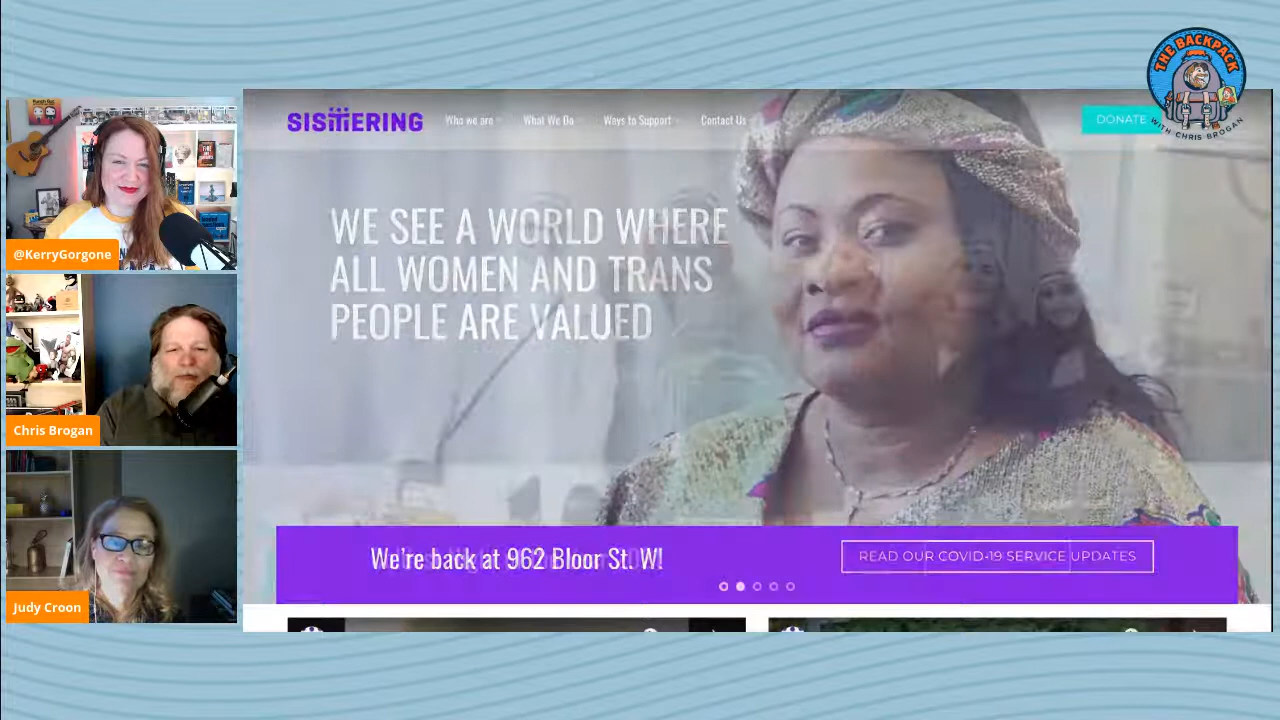 THE BACKPACK
WITH CHRIS BROGAN
SISTERING
Who we are
What We Do
Ways to Support
Contact Us
DONATE
WE SEE A WORLD WHERE
ALL WOMEN AND TRANS
PEOPLE ARE VALUED
@KerryGorgone
Chris Brogan
Judy Croon
We're back at 962 Bloor St. W!
READ OUR COVID-19 SERVICE UPDATES